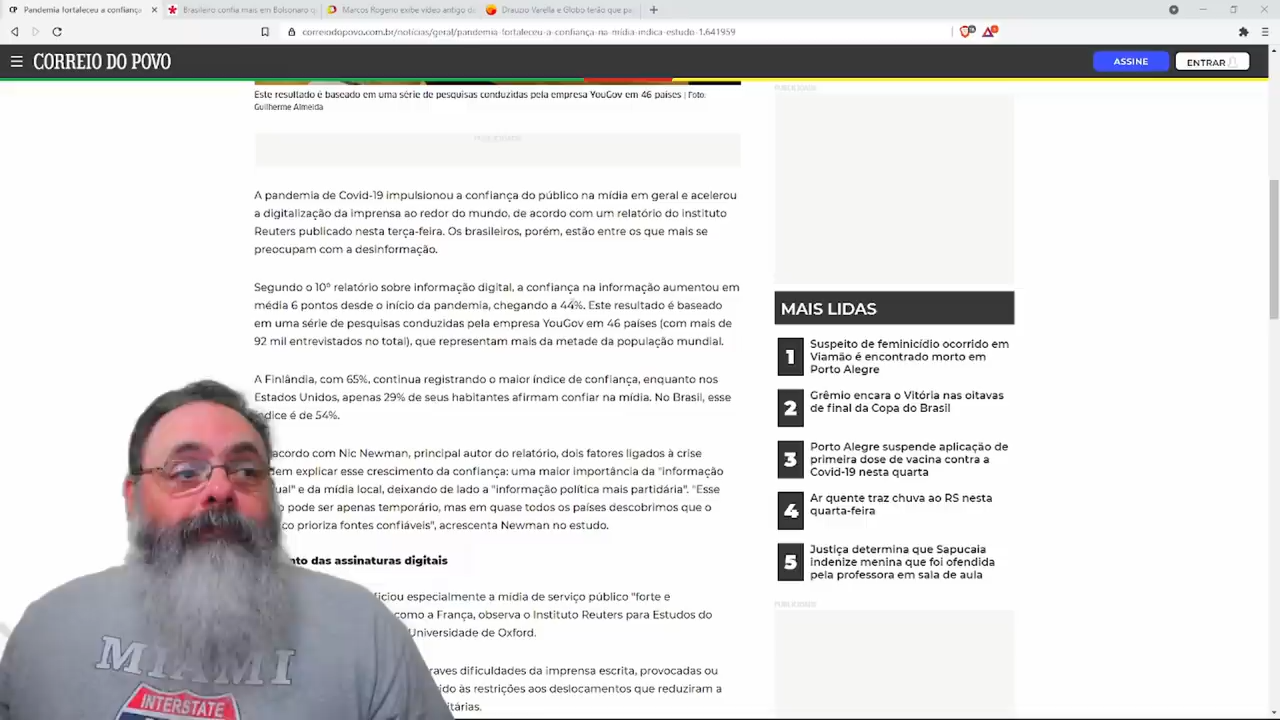 Pandemia fortaleceu a confiança
Brasileiro confia mais em Bolsonaro q
Marcos Rogerio exibe vídeo antigo da
Drauzio Varella e Globo terão que pa
correiodopovo.com.br/notícias/geral/pandemia-fortaleceu-a-confiança-na-mídia-indica-estudo-1.641959
CORREIO DO POVO
ASSINE
ENTRAR
Este resultado é baseado em uma série de pesquisas conduzidas pela empresa YouGov em 46 países | Foto:
Guilherme Almeida
PUBLICIDADE
PUBLICIDADE
A pandemia de Covid-19 impulsionou a confiança do público na mídia em geral e acelerou
a digitalização da imprensa ao redor do mundo, de acordo com um relatório do instituto
Reuters publicado nesta terça-feira. Os brasileiros, porém, estão entre os que mais se
preocupam com a desinformação.
Segundo o 10º relatório sobre informação digital, a confiança na informação aumentou em
média 6 pontos desde o início da pandemia, chegando a 44%. Este resultado é baseado
em uma série de pesquisas conduzidas pela empresa YouGov em 46 países (com mais de
92 mil entrevistados no total), que representam mais da metade da população mundial.
A Finlândia, com 65%, continua registrando o maior índice de confiança, enquanto nos
Estados Unidos, apenas 29% de seus habitantes afirmam confiar na mídia. No Brasil, esse
índice é de 54%.
acordo com Nic Newman, principal autor do relatório, dois fatores ligados à crise
dem explicar esse crescimento da confiança: uma maior importância da "informação
ual" e da mídia local, deixando de lado a "informação política mais partidária". "Esse
o pode ser apenas temporário, mas em quase todos os países descobrimos que o
co prioriza fontes confiáveis", acrescenta Newman no estudo.
nto das assinaturas digitais
ficiou especialmente a mídia de serviço público "forte e
como a França, observa o Instituto Reuters para Estudos do
Universidade de Oxford.
raves dificuldades da imprensa escrita, provocadas ou
ido às restrições aos deslocamentos que reduziram a
itárias.
MAIS LIDAS
1 Suspeito de feminicídio ocorrido em
Viamão é encontrado morto em
Porto Alegre
2 Grêmio encara o Vitória nas oitavas
de final da Copa do Brasil
3 Porto Alegre suspende aplicação de
primeira dose de vacina contra a
Covid-19 nesta quarta
4 Ar quente traz chuva ao RS nesta
quarta-feira
5 Justiça determina que Sapucaia
indenize menina que foi ofendida
pela professora em sala de aula
PUBLICIDADE
MIAMI
INTERSTATE